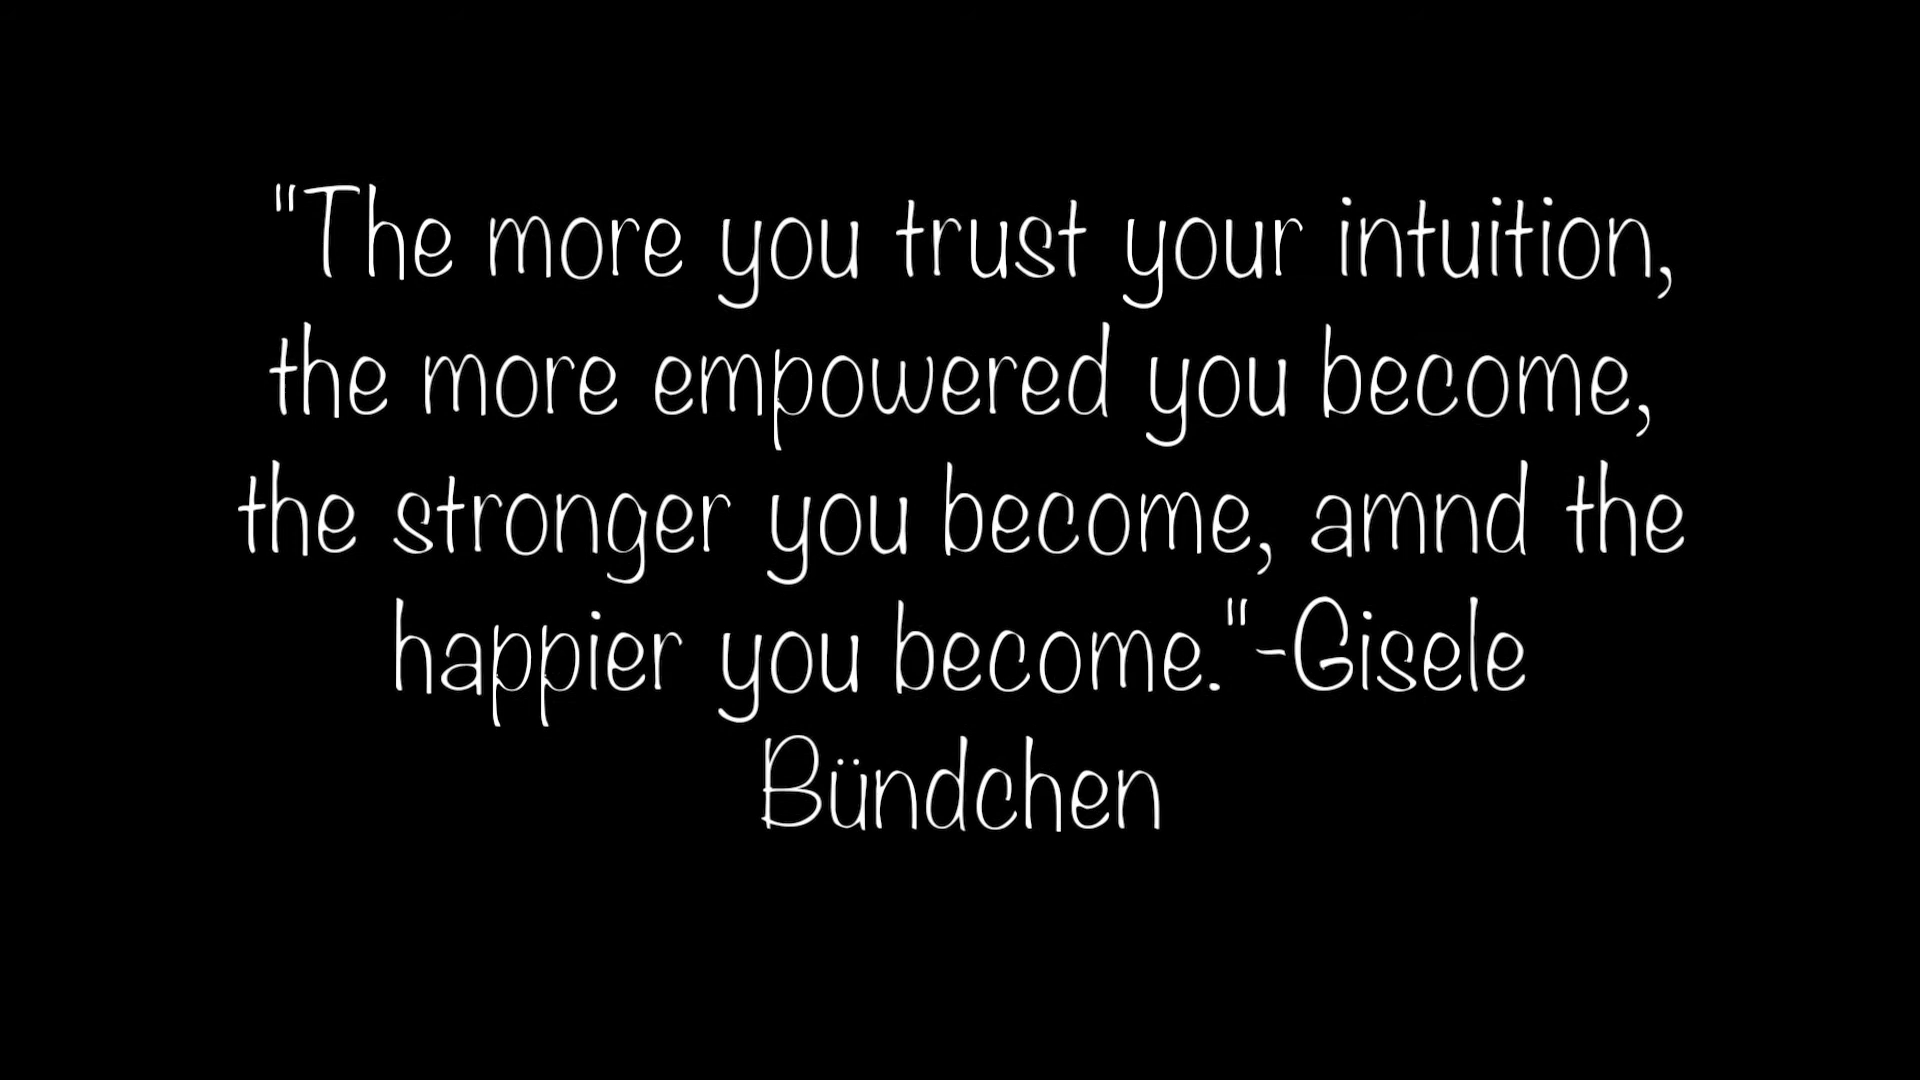 "The more you trust your intuition,
the more empowered you become,
the stronger you become, amnd the
happier you become."-Gisele
Bündchen